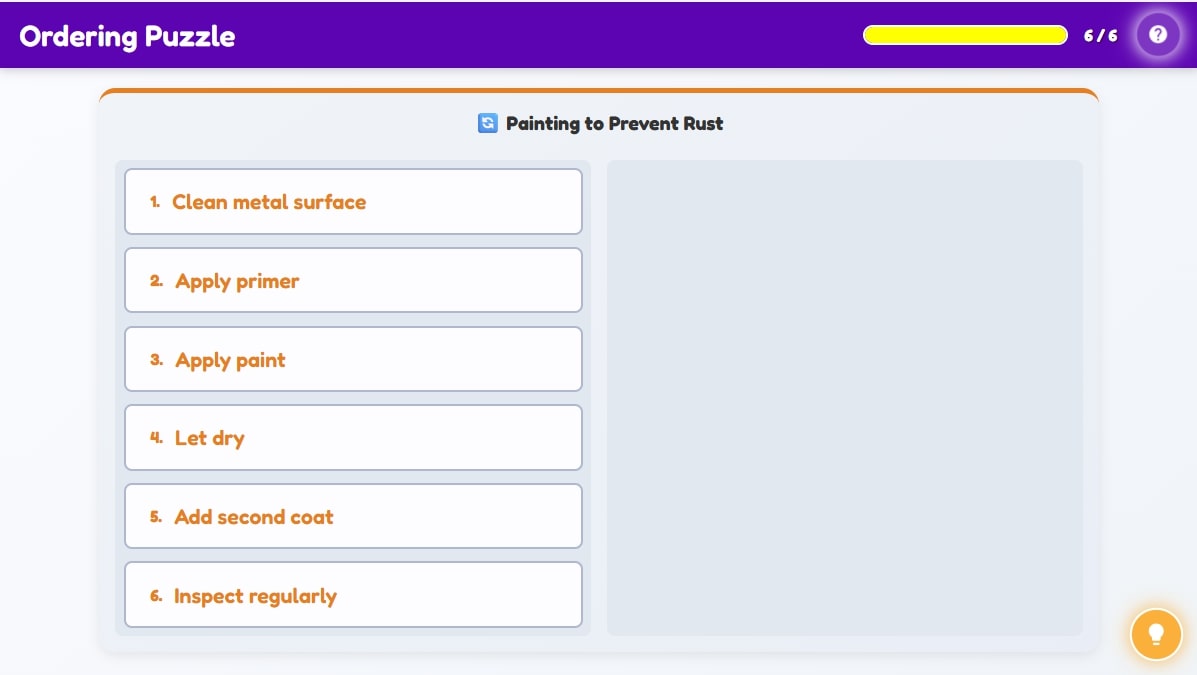 Ordering Puzzle
6/6
Painting to Prevent Rust
1. Clean metal surface
2. Apply primer
3. Apply paint
4. Let dry
5. Add second coat
6. Inspect regularly